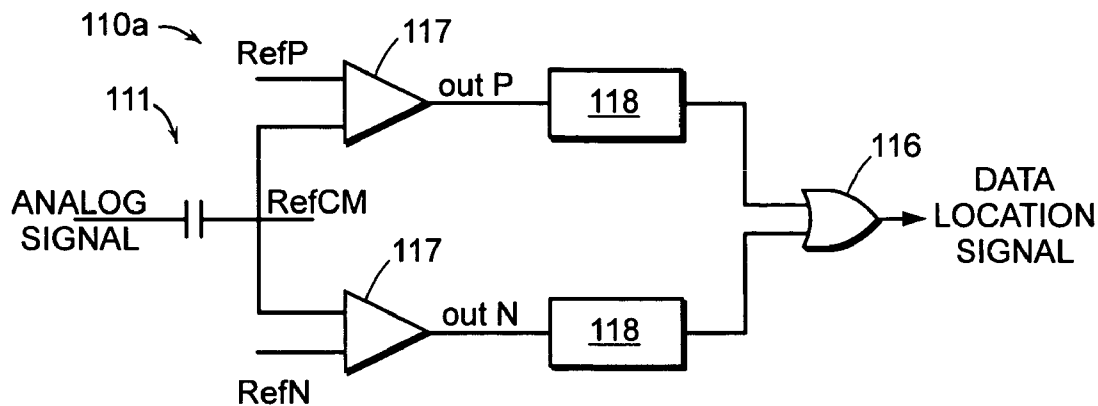 110a
117
RefP
out P
118
111
116
ANALOG
SIGNAL
RefCM
DATA
LOCATION
SIGNAL
117
out N
118
RefN